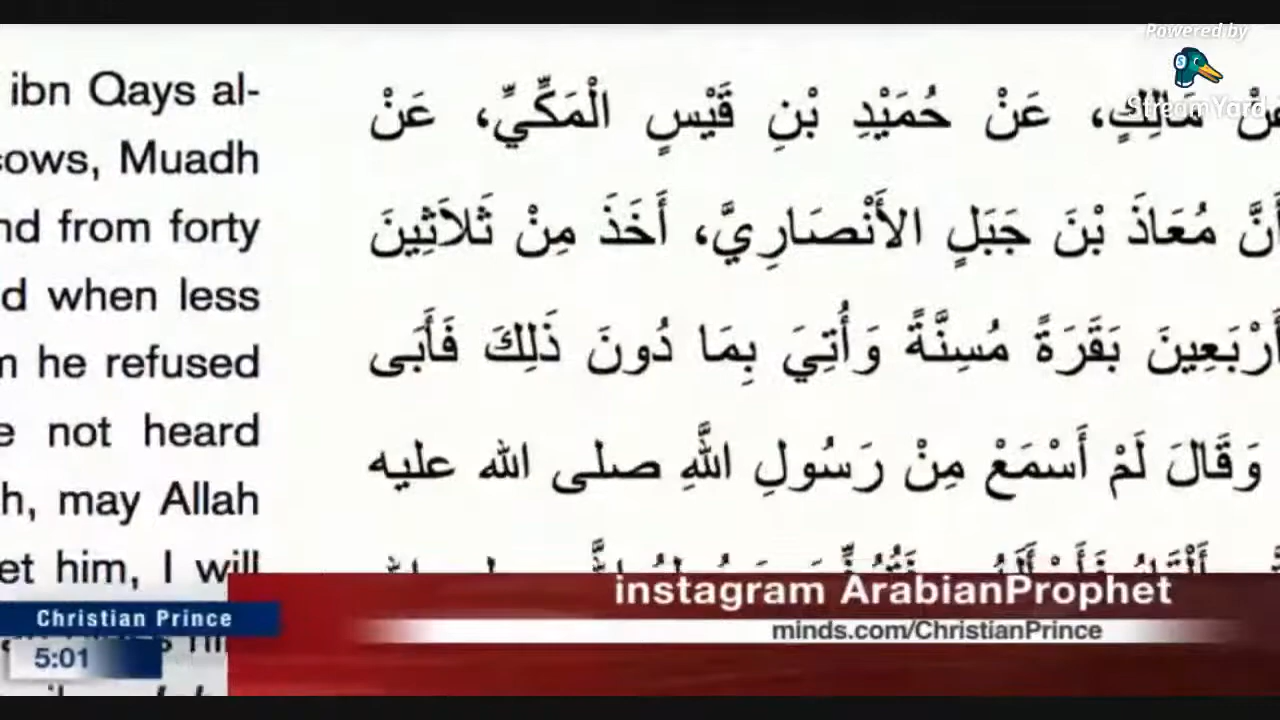 Powered by
StreamYard
ibn Qays al-
cows, Muadh
nd from forty
d when less
he refused
not heard
h, may Allah
et him, I will
مَالِكٍ، عَنْ حُمَيْدِ بْنِ قَيْسٍ الْمَكِّيِّ، عَنْ
أَنَّ مُعَاذَ بْنَ جَبَلٍ الأَنْصَارِيَّ، أَخَذَ مِنْ ثَلاَثِينَ
أَرْبَعِينَ بَقَرَةً مُسِنَّةً وَأُتِيَ بِمَا دُونَ ذَلِكَ فَأَبَى
وَقَالَ لَمْ أَسْمَعْ مِنْ رَسُولِ اللَّهِ صلى الله عليه
instagram ArabianProphet
minds.com/ChristianPrince
Christian Prince
5:01